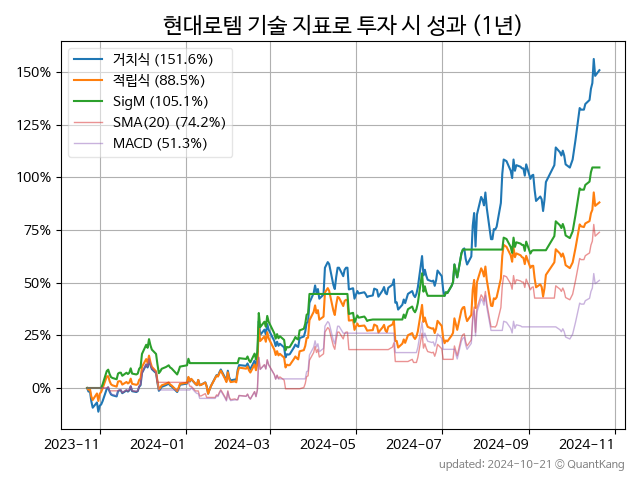 현대로템 기술 지표로 투자 시 성과 (1년)
거치식 (151.6%)
적립식 (88.5%)
SigM (105.1%)
SMA(20) (74.2%)
MACD (51.3%)
150%
125%
100%
75%
50%
25%
0%
2023-11 2024-01 2024-03 2024-05 2024-07 2024-09 2024-11
updated: 2024-10-21 © QuantKang